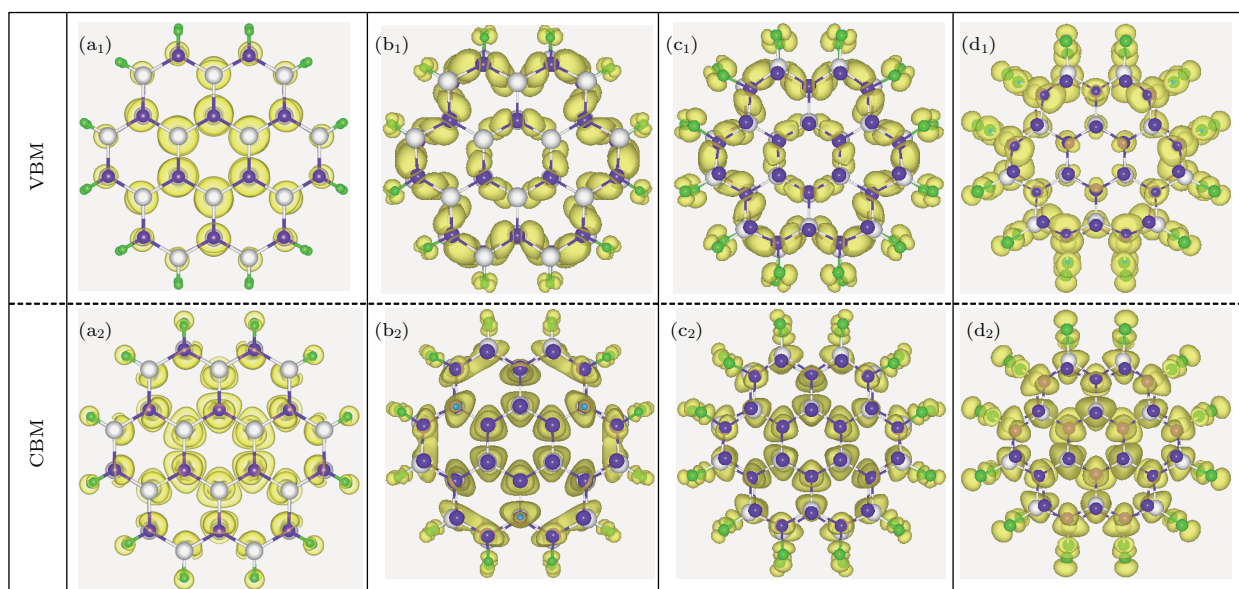 VBM
(a₁)
(b₁)
(c₁)
(d₁)
CBM
(a₂)
(b₂)
(c₂)
(d₂)